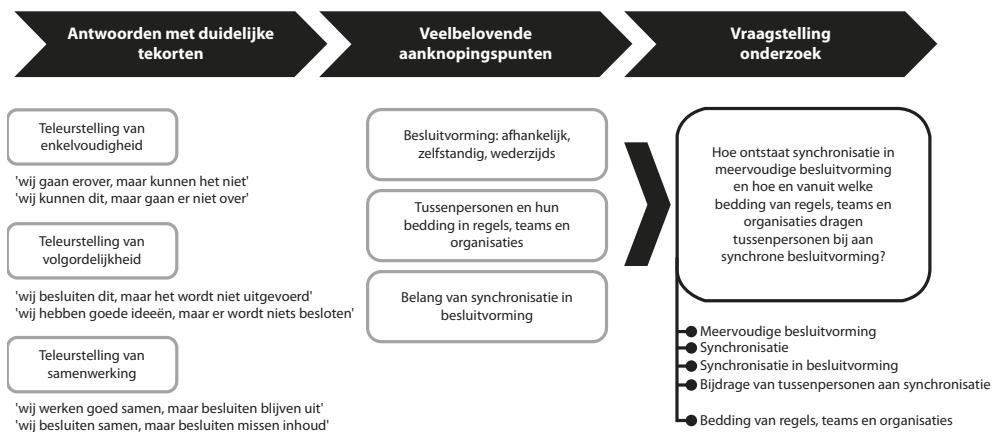 Antwoorden met duidelijke
tekorten
Veelbelovende
aanknopingspunten
Vraagstelling
onderzoek
Teleurstelling van
enkelvoudigheid
'wij gaan erover, maar kunnen het niet'
'wij kunnen dit, maar gaan er niet over'
Teleurstelling van
volgordelijkheid
'wij besluiten dit, maar het wordt niet uitgevoerd'
'wij hebben goede ideeën, maar er wordt niets besloten'
Teleurstelling van
samenwerking
'wij werken goed samen, maar besluiten blijven uit'
'wij besluiten samen, maar besluiten missen inhoud'
Besluitvorming: afhankelijk,
zelfstandig, wederzijds
Tussenpersonen en hun
bedding in regels, teams en
organisaties
Belang van synchronisatie in
besluitvorming
Hoe ontstaat synchronisatie in
meervoudige besluitvorming
en hoe en vanuit welke
bedding van regels, teams en
organisaties dragen
tussenpersonen bij aan
synchrone besluitvorming?
Meervoudige besluitvorming
Synchronisatie
Synchronisatie in besluitvorming
Bijdrage van tussenpersonen aan synchronisatie
Bedding van regels, teams en organisaties